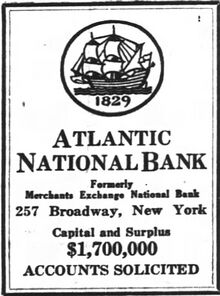 1829
ATLANTIC
NATIONAL BANK
Formerly
Merchants Exchange National Bank
257 Broadway, New York
Capital and Surplus
$1,700,000
ACCOUNTS SOLICITED